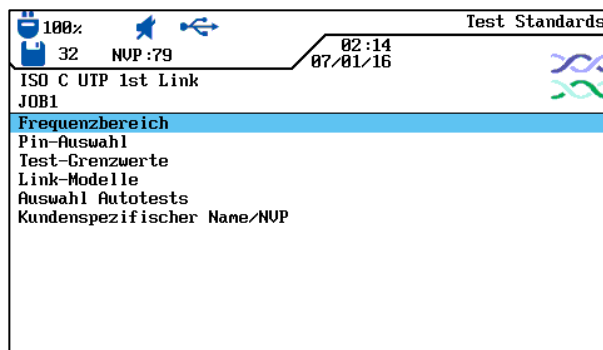 100%
Test Standards
32 NVP:79
02:14
07/01/16
ISO C UTP 1st Link
JOB1
Frequenzbereich
Pin-Auswahl
Test-Grenzwerte
Link-Modelle
Auswahl Autotests
Kundenspezifischer Name/NVP